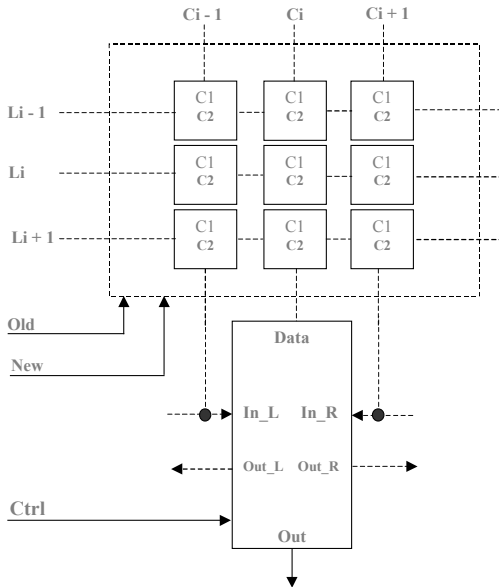 Ci - 1 Ci Ci + 1
C1 C1 C1
Li - 1 C2 C2 C2
C1 C1 C1
Li C2 C2 C2
C1 C1 C1
Li + 1 C2 C2 C2
Old
Data
New
In_L In_R
Out_L Out_R
Ctrl
Out